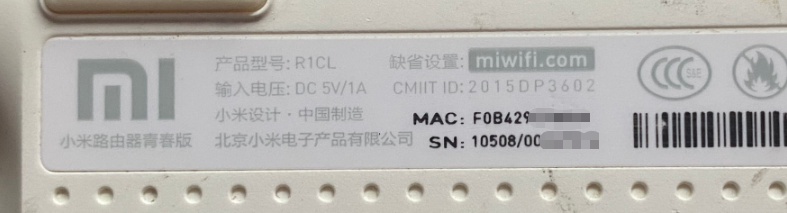 mi
小米路由器青春版
产品型号: R1CL
输入电压: DC 5V/1A
小米设计·中国制造
北京小米电子产品有限公司
缺省设置: miwifi.com
CMIIT ID: 2015DP3602
MAC: F0B429
SN: 10508/00
CCC S&E